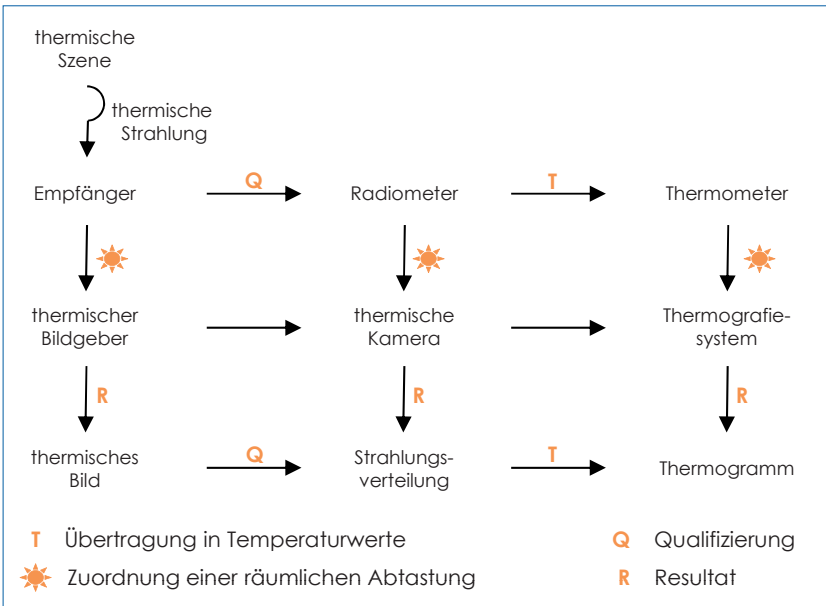 thermische
Szene
thermische
Strahlung
Empfänger Q Radiometer T Thermometer
thermischer
Bildgeber
thermische
Kamera
Thermografie-
system
R R R
thermisches
Bild
Q
Strahlungs-
verteilung
T
Thermogramm
T Übertragung in Temperaturwerte
Q Qualifizierung
Zuordnung einer räumlichen Abtastung
R Resultat